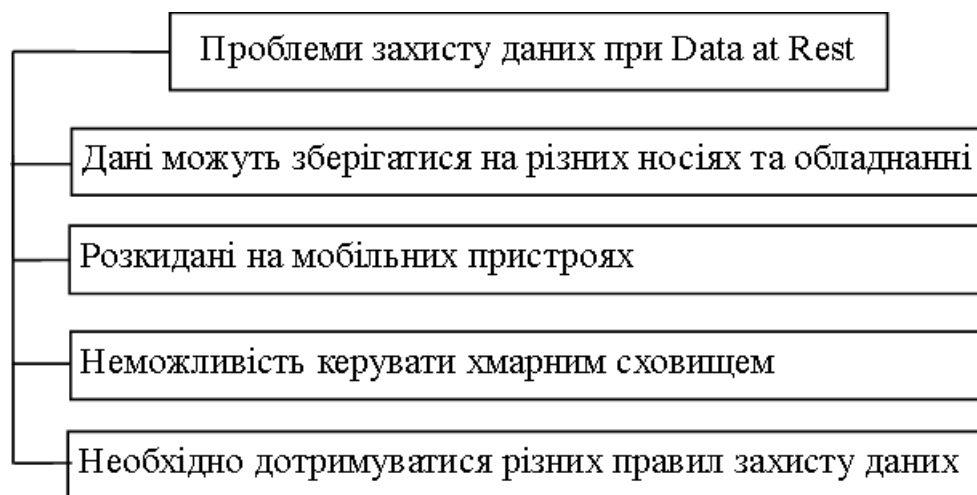 Проблеми захисту даних при Data at Rest
Дані можуть зберігатися на різних носіях та обладнанні
Розкидані на мобільних пристроях
Неможливість керувати хмарним сховищем
Необхідно дотримуватися різних правил захисту даних